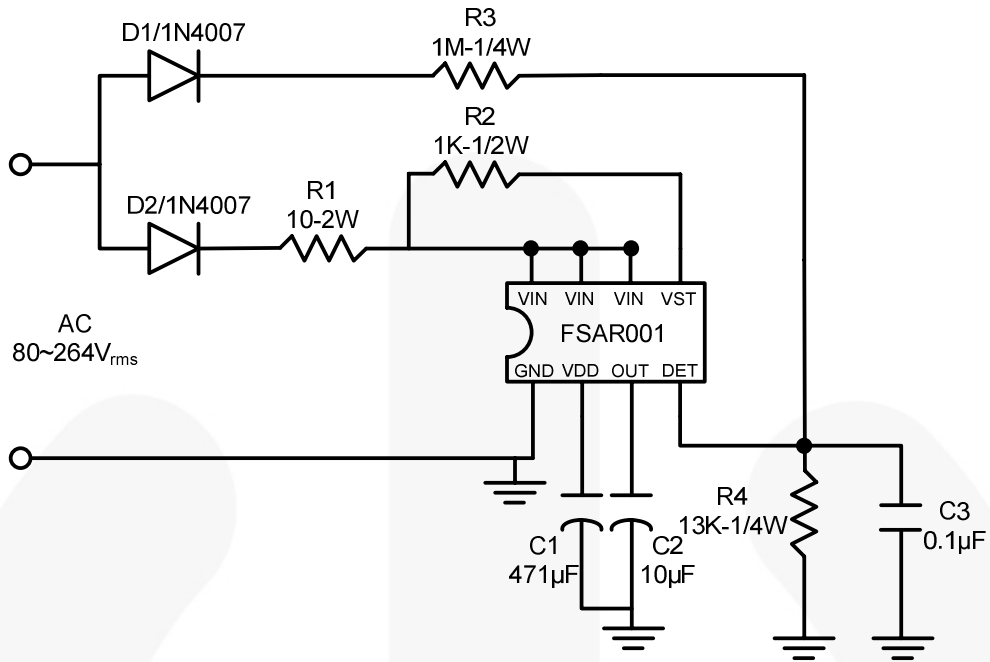 D1/1N4007
R3
1M-1/4W
R2
1K-1/2W
D2/1N4007
R1
10-2W
VIN VIN VIN VST
AC
80~264Vrms
FSAR001
GND VDD OUT DET
R4
13K-1/4W
C3
0.1µF
C1
471µF
C2
10µF